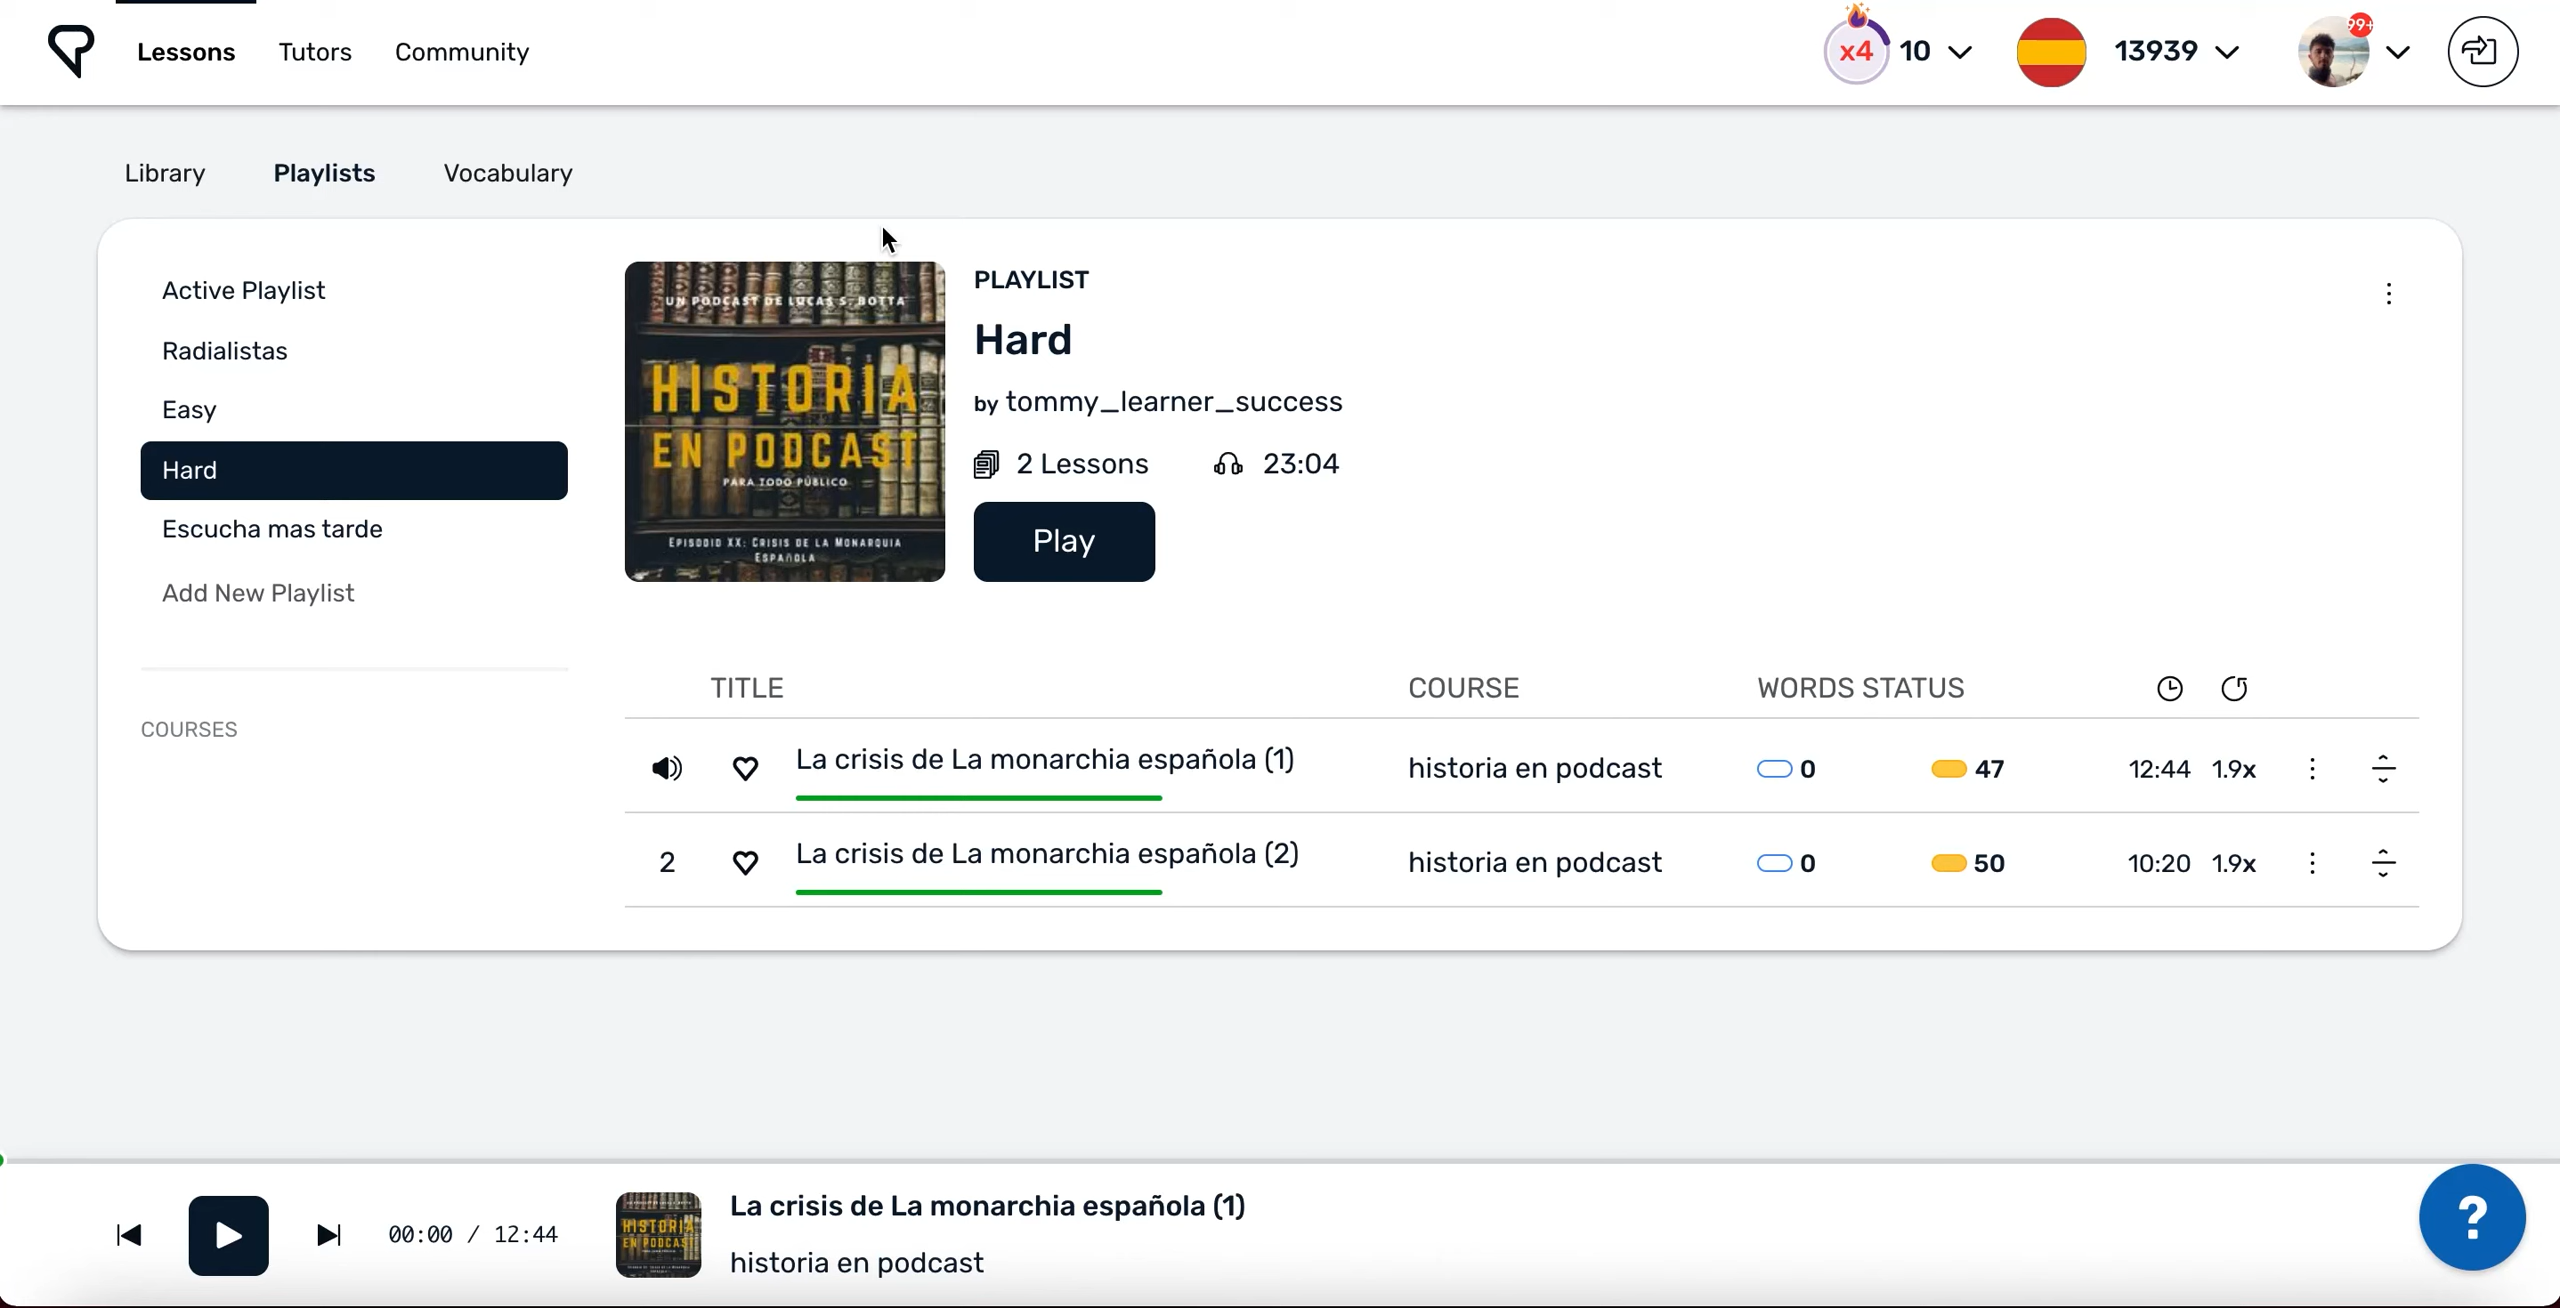 Lessons
Tutors
Community
x4
10
13939
99+
Library
Playlists
Vocabulary
Active Playlist
Radialistas
Easy
Hard
Escucha mas tarde
Add New Playlist
COURSES
UN PODCAST DE LUCAS S. BOTTA
HISTORIA
EN PODCAST
PARA TODO PÚBLICO
EPISODIO XX: CRISIS DE LA MONARQUIA
ESPAÑOLA
PLAYLIST
Hard
by tommy_learner_success
2 Lessons
23:04
Play
TITLE COURSE WORDS STATUS
La crisis de La monarchia española (1) historia en podcast 0 47 12:44 1.9x
2 La crisis de La monarchia española (2) historia en podcast 0 50 10:20 1.9x
00:00 / 12:44
HISTORIA
EN PODCAST
La crisis de La monarchia española (1)
historia en podcast
?